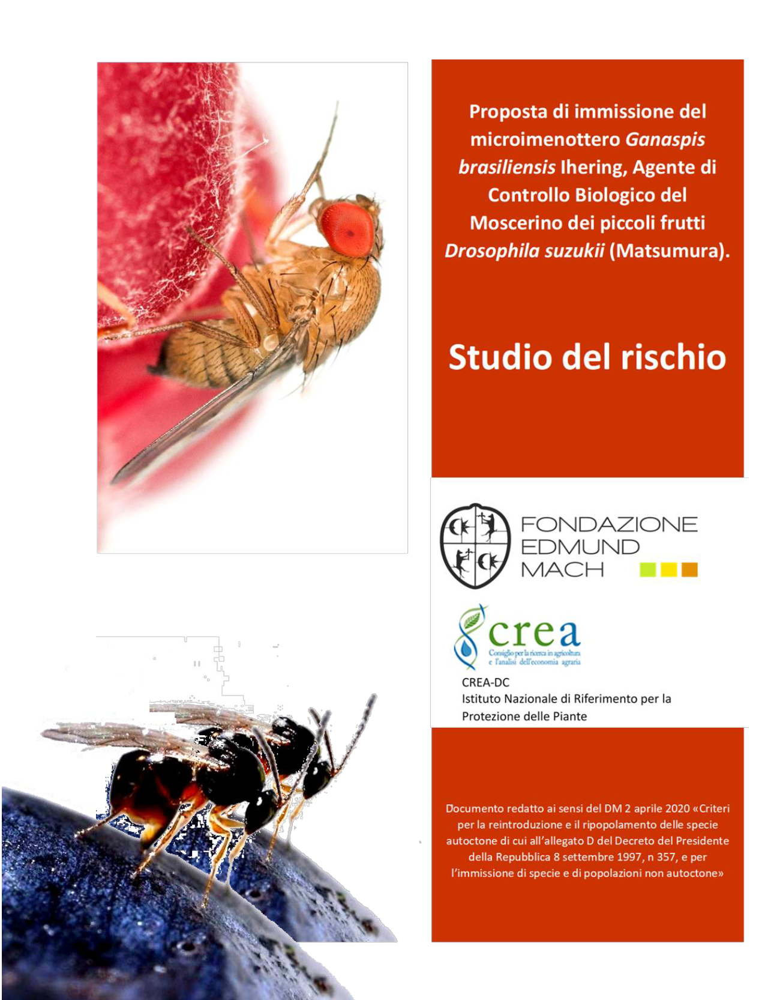 Proposta di immissione del
microimenottero Ganaspis
brasiliensis Ihering, Agente di
Controllo Biologico del
Moscerino dei piccoli frutti
Drosophila suzukii (Matsumura).
Studio del rischio
FONDAZIONE
EDMUND
MACH
crea
Consiglio per la ricerca in agricoltura
e l'analisi dell'economia agraria
CREA-DC
Istituto Nazionale di Riferimento per la
Protezione delle Piante
Documento redatto ai sensi del DM 2 aprile 2020 «Criteri
per la reintroduzione e il ripopolamento delle specie
autoctone di cui all'allegato D del Decreto del Presidente
della Repubblica 8 settembre 1997, n 357, e per
l'immissione di specie e di popolazioni non autoctone»